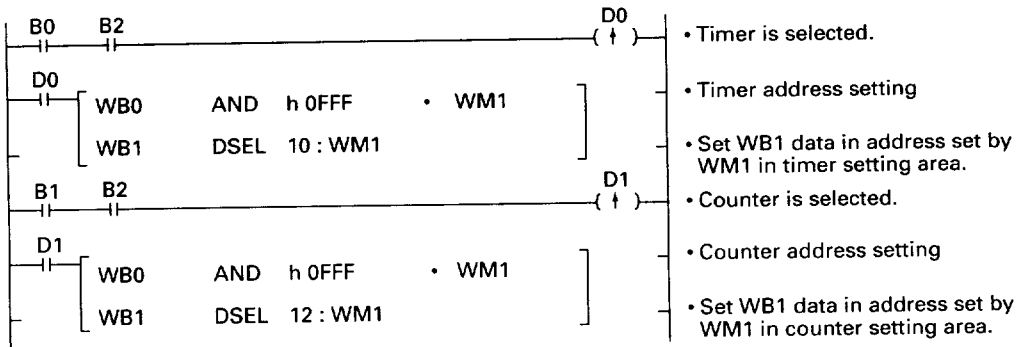 B0 B2 D0
( ↑ ) • Timer is selected.
D0
WB0 AND h 0FFF • WM1 • Timer address setting
WB1 DSEL 10 : WM1 • Set WB1 data in address set by
WM1 in timer setting area.
B1 B2 D1
( ↑ ) • Counter is selected.
D1
WB0 AND h 0FFF • WM1 • Counter address setting
WB1 DSEL 12 : WM1 • Set WB1 data in address set by
WM1 in counter setting area.